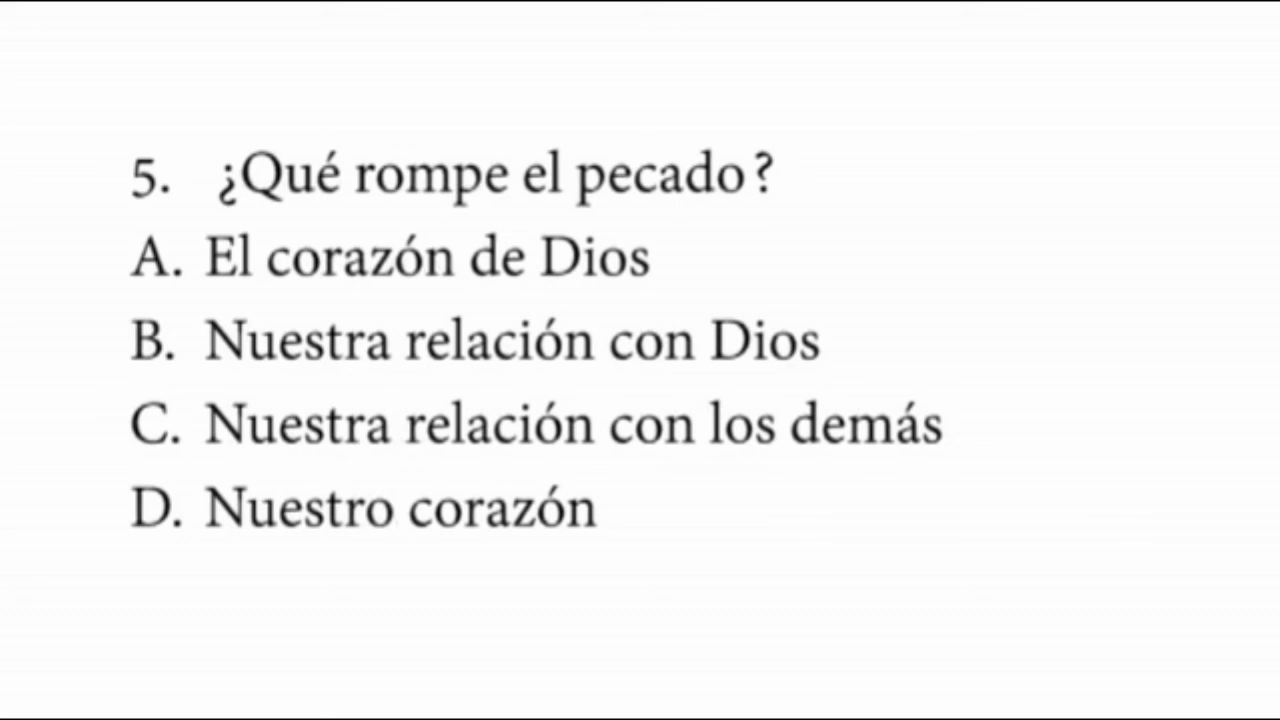 5. ¿Qué rompe el pecado?
A. El corazón de Dios
B. Nuestra relación con Dios
C. Nuestra relación con los demás
D. Nuestro corazón